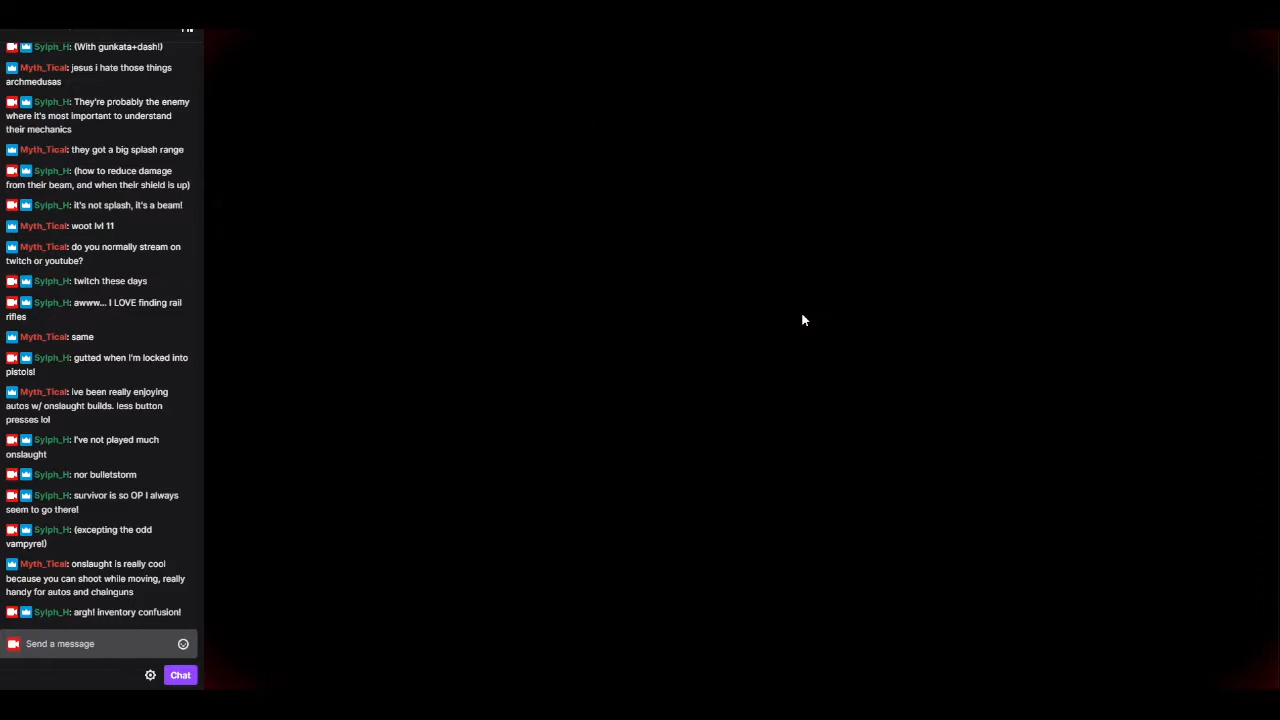 Sylph_H: (With gunkata+dash!)
Myth_Tical: jesus i hate those things
archmedusas
Sylph_H: They're probably the enemy
where it's most important to understand
their mechanics
Myth_Tical: they got a big splash range
Sylph_H: (how to reduce damage
from their beam, and when their shield is up)
Sylph_H: it's not splash, it's a beam!
Myth_Tical: woot lvl 11
Myth_Tical: do you normally stream on
twitch or youtube?
Sylph_H: twitch these days
Sylph_H: awww... I LOVE finding rail
rifles
Myth_Tical: same
Sylph_H: gutted when I'm locked into
pistols!
Myth_Tical: ive been really enjoying
autos w/ onslaught builds. less button
presses lol
Sylph_H: I've not played much
onslaught
Sylph_H: nor bulletstorm
Sylph_H: survivor is so OP I always
seem to go there!
Sylph_H: (excepting the odd
vampyre!)
Myth_Tical: onslaught is really cool
because you can shoot while moving, really
handy for autos and chainguns
Sylph_H: argh! inventory confusion!
Send a message
Chat